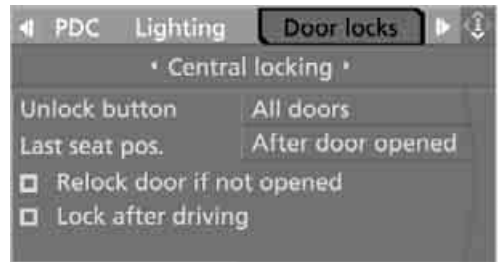 PDC Lighting Door locks
Central locking
Unlock button All doors
Last seat pos. After door opened
Relock door if not opened
Lock after driving